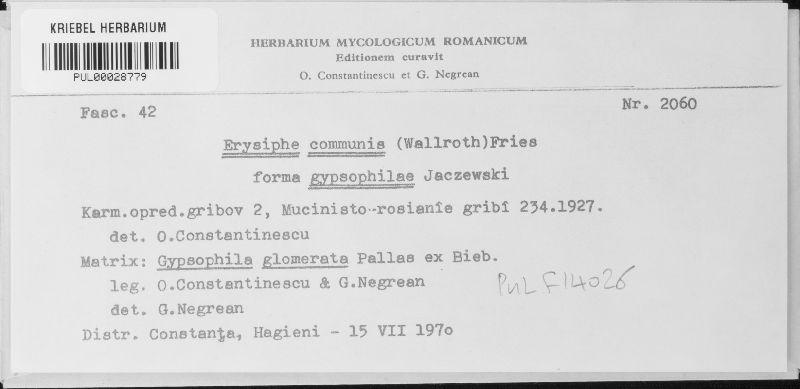 KRIEBEL HERBARIUM
PUL00028779
HERBARIUM MYCOLOGICUM ROMANICUM
Editionem curavit
O. Constantinescu et G. Negrean
Fasc. 42
Nr. 2060
Erysiphe communis (Wallroth)Fries
forma gypsophilae Jaczewski
Karm.opred.gribov 2, Mucinisto-rosianîe gribî 234.1927.
det. O.Constantinescu
Matrix: Gypsophila glomerata Pallas ex Bieb.
leg. O.Constantinescu & G.Negrean
det. G.Negrean
PUL F14026
Distr. Constanţa, Hagieni - 15 VII 197o